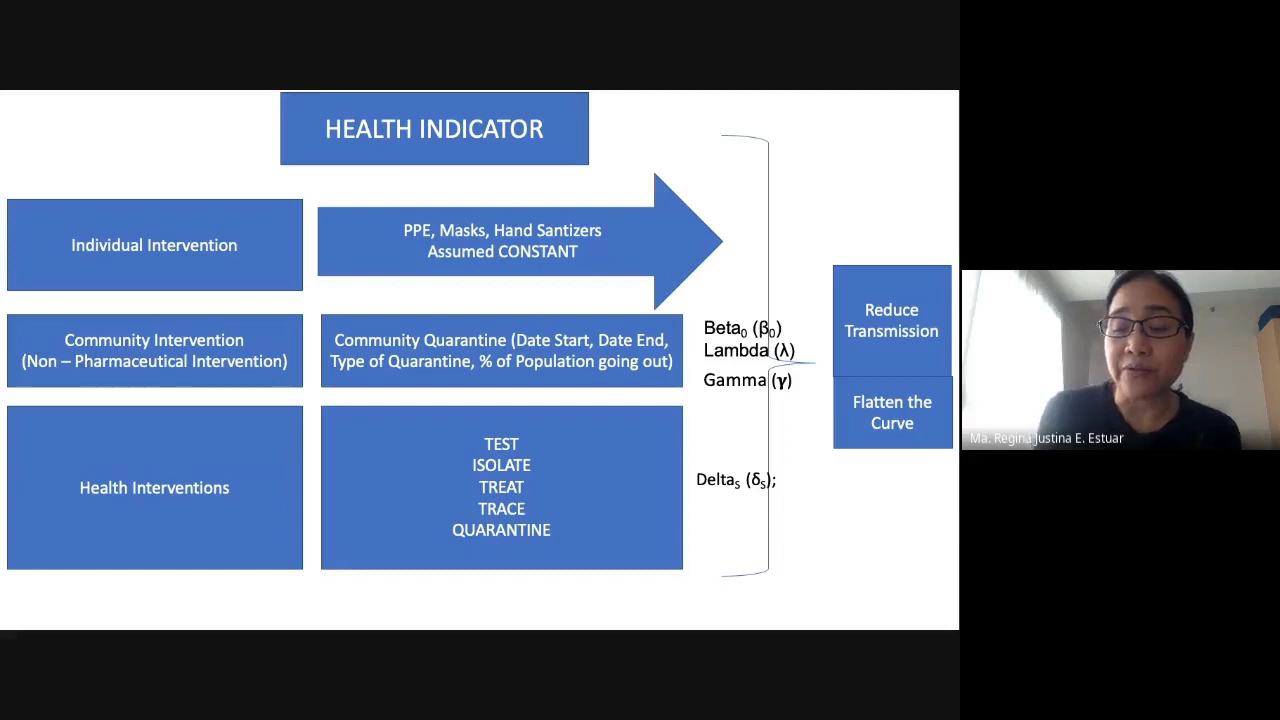 HEALTH INDICATOR
Individual Intervention
PPE, Masks, Hand Santizers
Assumed CONSTANT
Community Intervention
(Non – Pharmaceutical Intervention)
Community Quarantine (Date Start, Date End,
Type of Quarantine, % of Population going out)
Beta₀ (β₀)
Lambda (λ)
Gamma (γ)
Health Interventions
TEST
ISOLATE
TREAT
TRACE
QUARANTINE
Deltaₛ (δₛ);
Reduce
Transmission
Flatten the
Curve
Ma. Regina Justina E. Estuar